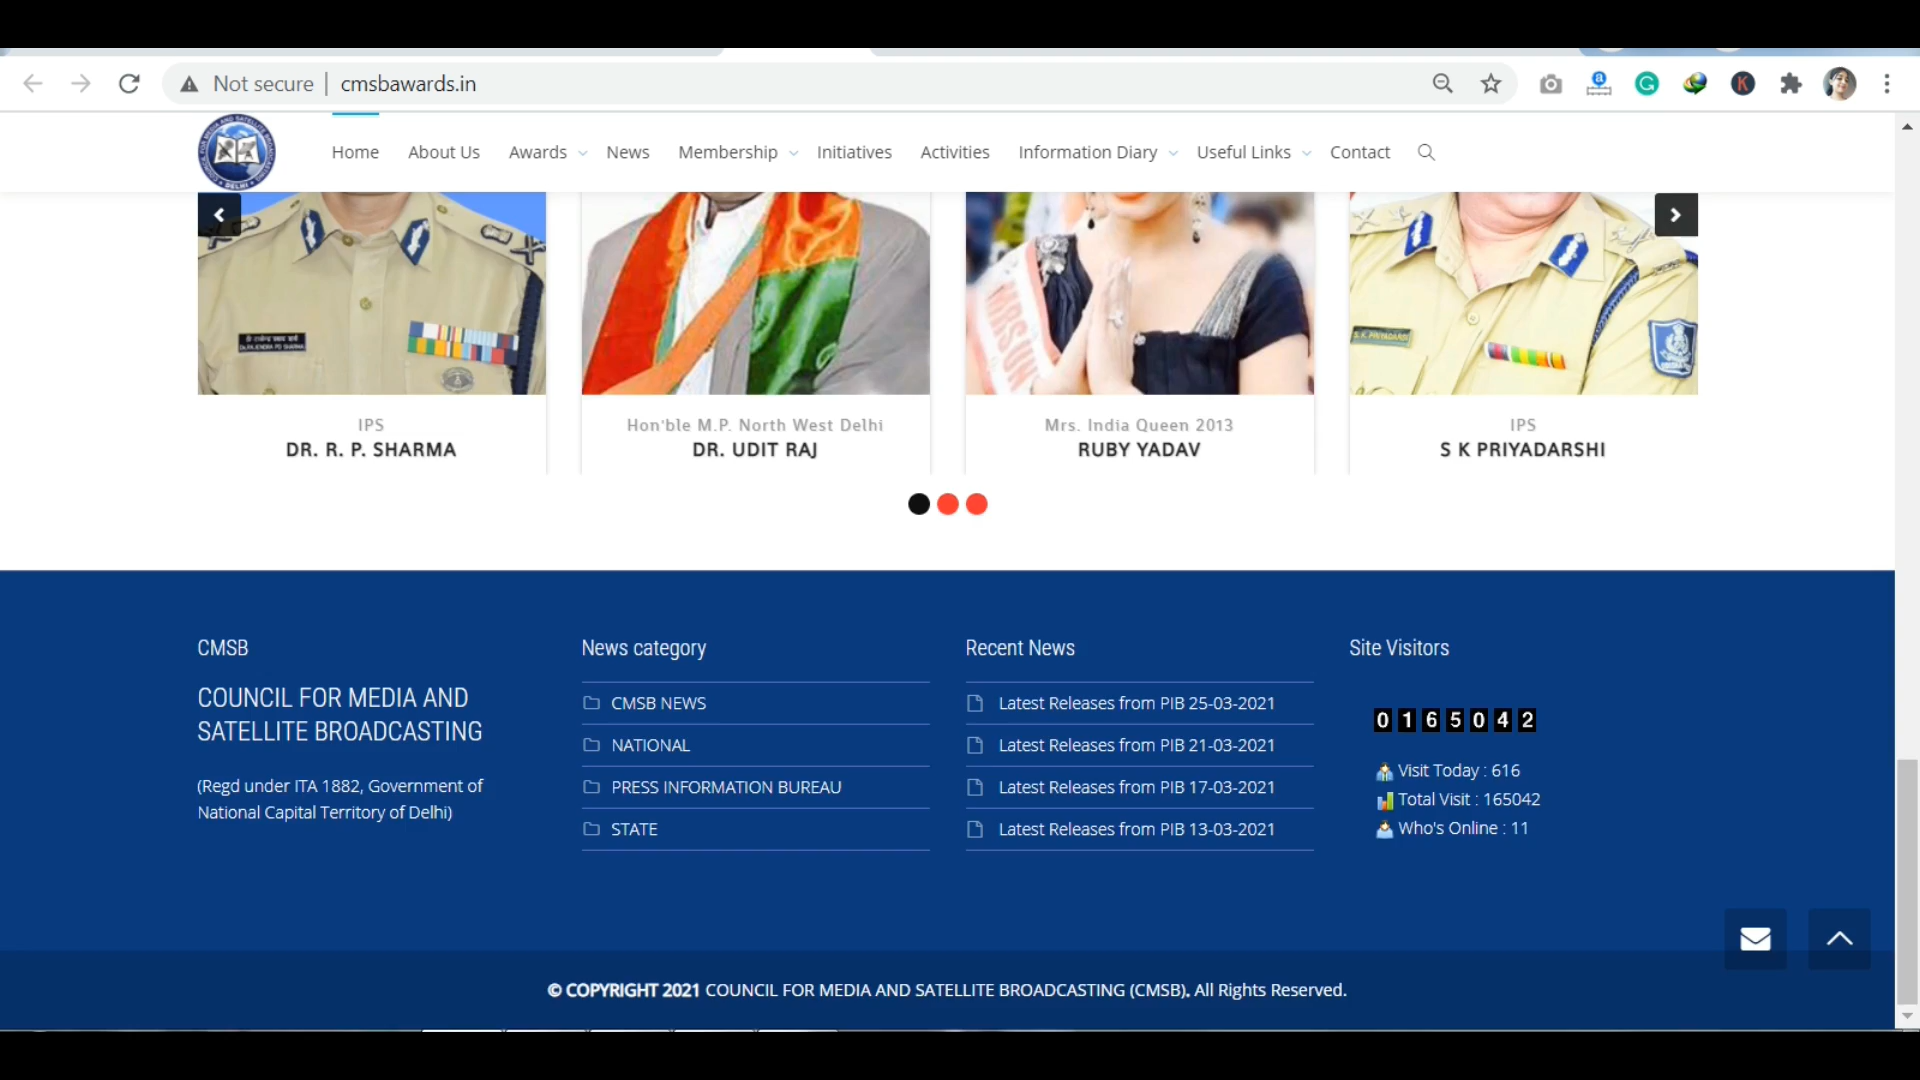 Not secure | cmsbawards.in
Home About Us Awards News Membership Initiatives Activities Information Diary Useful Links Contact
IPS
DR. R. P. SHARMA
Hon'ble M.P. North West Delhi
DR. UDIT RAJ
Mrs. India Queen 2013
RUBY YADAV
IPS
S K PRIYADARSHI
CMSB
COUNCIL FOR MEDIA AND
SATELLITE BROADCASTING
(Regd under ITA 1882, Government of
National Capital Territory of Delhi)
News category
CMSB NEWS
NATIONAL
PRESS INFORMATION BUREAU
STATE
Recent News
Latest Releases from PIB 25-03-2021
Latest Releases from PIB 21-03-2021
Latest Releases from PIB 17-03-2021
Latest Releases from PIB 13-03-2021
Site Visitors
0165042
Visit Today : 616
Total Visit : 165042
Who's Online : 11
© COPYRIGHT 2021 COUNCIL FOR MEDIA AND SATELLITE BROADCASTING (CMSB). All Rights Reserved.